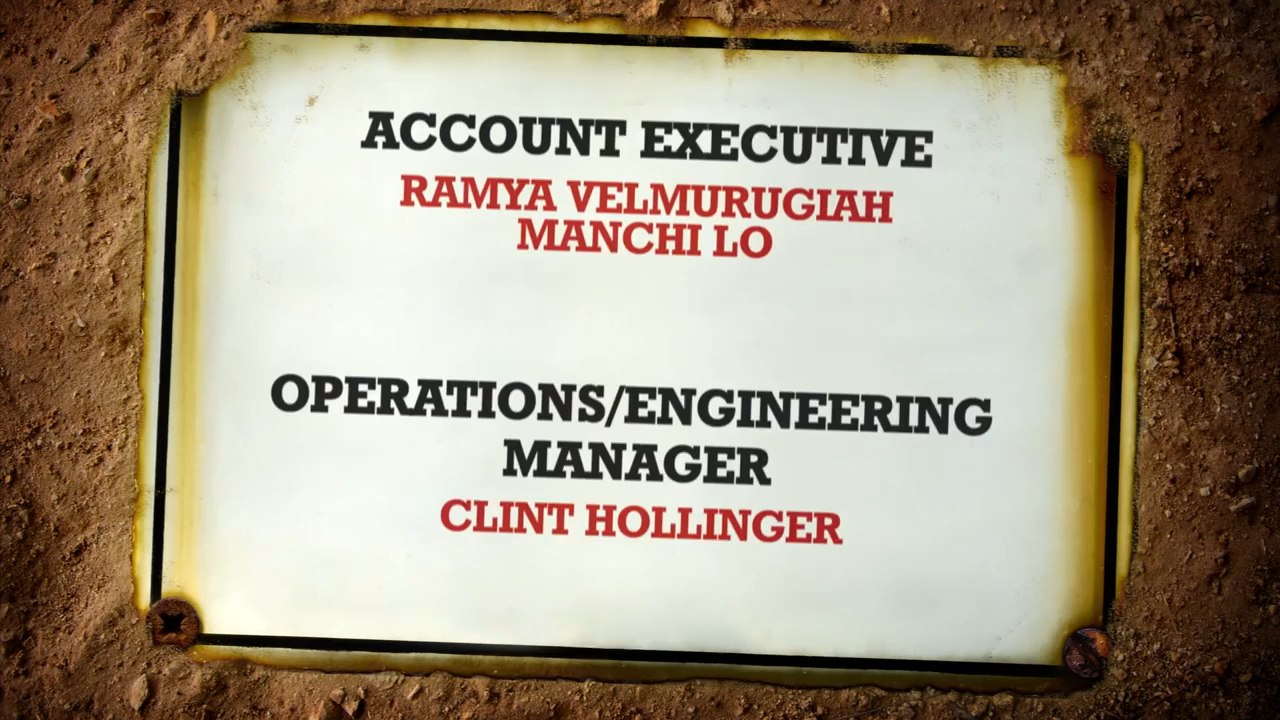 ACCOUNT EXECUTIVE
RAMYA VELMURUGIAH
MANCHI LO
OPERATIONS/ENGINEERING
MANAGER
CLINT HOLLINGER